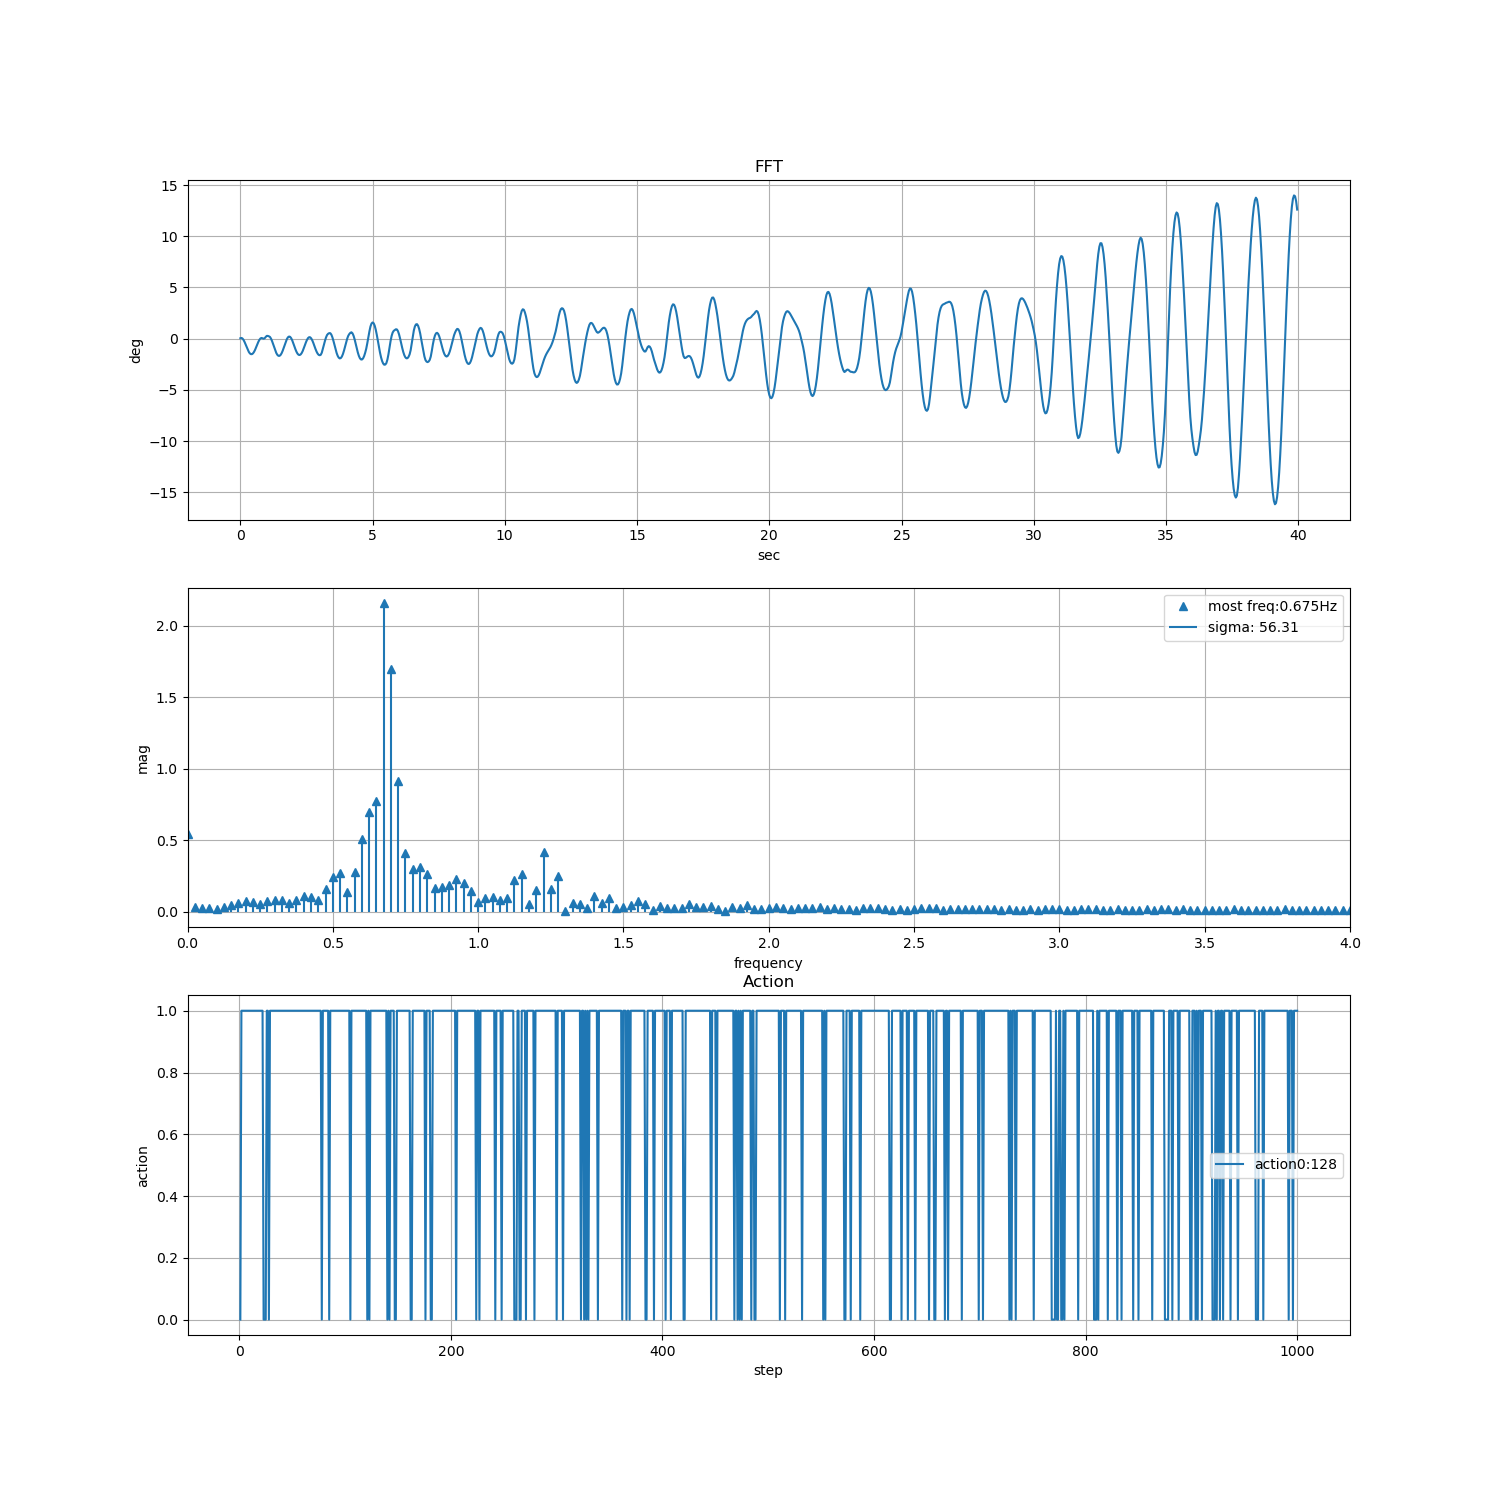 FFT
15
10
5
0
−5
−10
−15
deg
0 5 10 15 20 25 30 35 40
sec
most freq:0.675Hz
sigma: 56.31
2.0
1.5
1.0
0.5
0.0
mag
0.0 0.5 1.0 1.5 2.0 2.5 3.0 3.5 4.0
frequency
Action
1.0
0.8
0.6
0.4
0.2
0.0
action
action0:128
0 200 400 600 800 1000
step